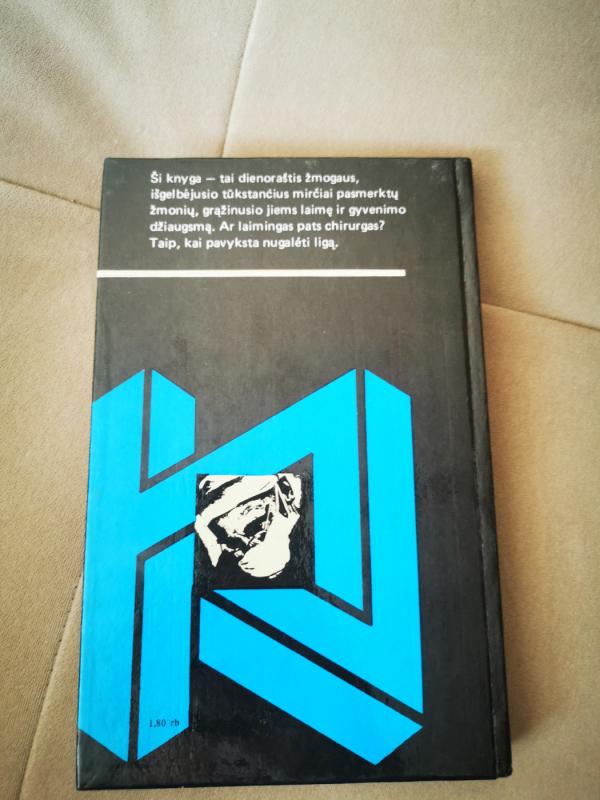 Ši knyga – tai dienoraštis žmogaus,
išgelbėjusio tūkstančius mirčiai pasmerktų
žmonių, grąžinusio jiems laimę ir gyvenimo
džiaugsmą. Ar laimingas pats chirurgas?
Taip, kai pavyksta nugalėti ligą.
1,80 rb